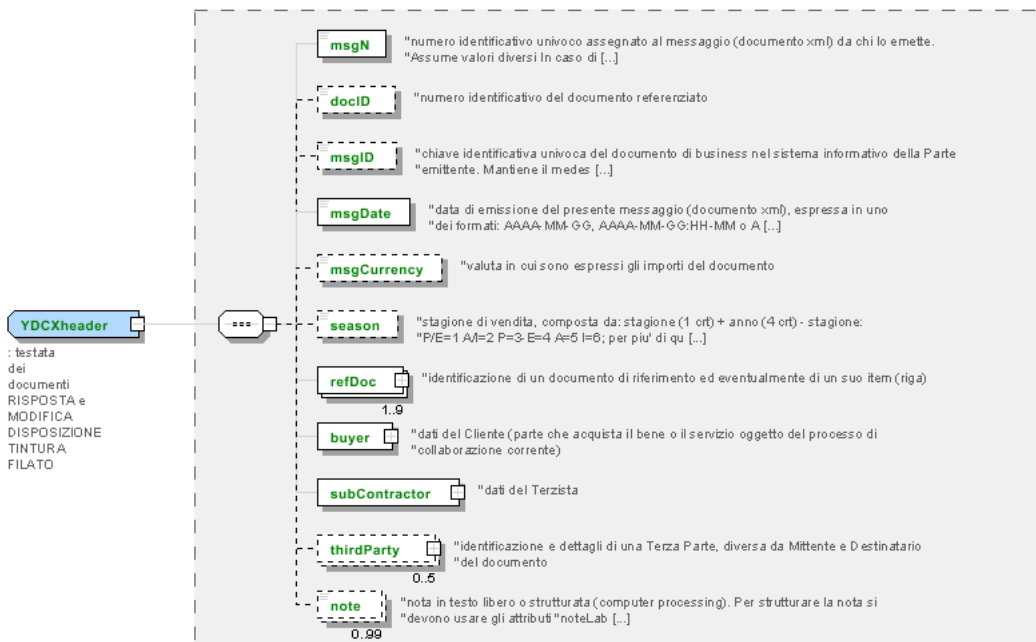 msgN
"numero identificativo univoco assegnato al messaggio (documento xml) da chi lo emette.
"Assume valori diversi In caso di [...]
docID
"numero identificativo del documento referenziato
msgID
"chiave identificativa univoca del documento di business nel sistema informativo della Parte
"emittente. Mantiene il medes [...]
msgDate
"data di emissione del presente messaggio (documento xml), espressa in uno
"dei formati: AAAA-MM-GG, AAAA-MM-GG:HH-MM o A [...]
msgCurrency
"valuta in cui sono espressi gli importi del documento
YDCXheader
: testata
dei
documenti
RISPOSTA e
MODIFICA
DISPOSIZIONE
TINTURA
FILATO
season
"stagione di vendita, composta da: stagione (1 crt) + anno (4 crt) - stagione:
"P/E=1 A/I=2 P=3 E=4 A=5 I=6; per piu' di qu [...]
refDoc
"identificazione di un documento di riferimento ed eventualmente di un suo item (riga)
1..9
buyer
"dati del Cliente (parte che acquista il bene o il servizio oggetto del processo di
"collaborazione corrente)
subContractor
"dati del Terzista
thirdParty
"identificazione e dettagli di una Terza Parte, diversa da Mittente e Destinatario
"del documento
0..5
note
"nota in testo libero o strutturata (computer processing). Per strutturare la nota si
"devono usare gli attributi "noteLab [...]
0..99